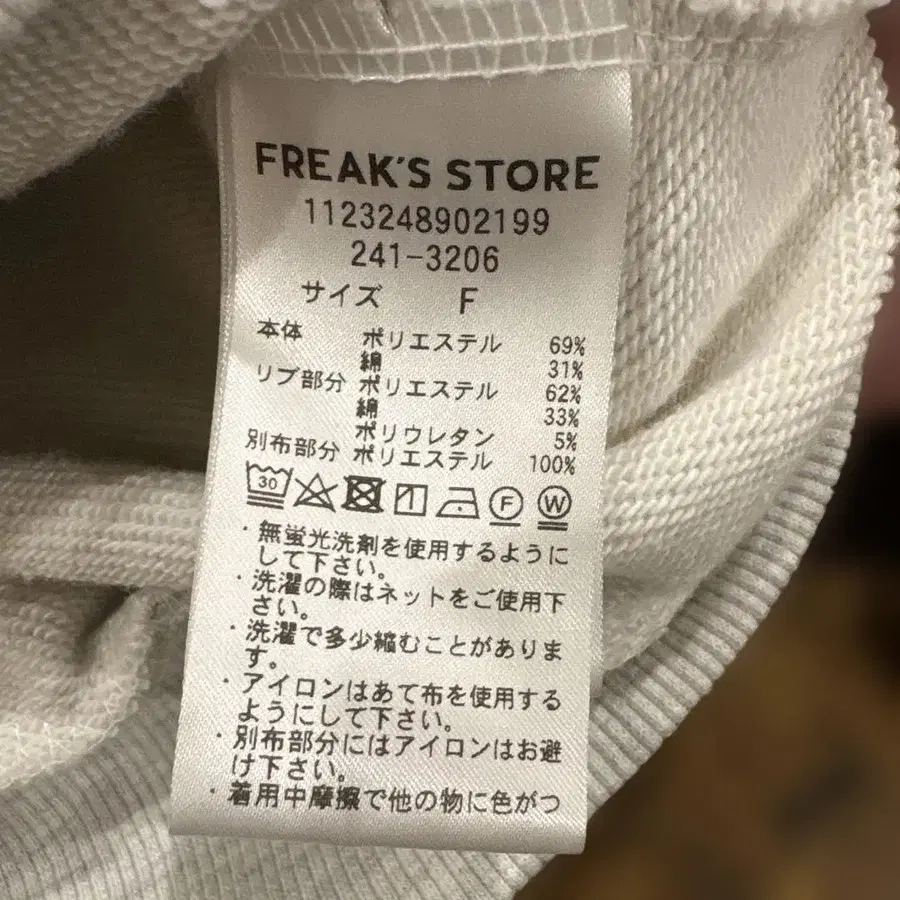 FREAK'S STORE
1123248902199
241-3206
サイズ F
本体 ポリエステル 69%
綿 31%
リブ部分 ポリエステル 62%
綿 33%
ポリウレタン 5%
別布部分 ポリエステル 100%
30 F W
・無蛍光洗剤を使用するように
して下さい。
・洗濯の際はネットをご使用下
さい。
・洗濯で多少縮むことがありま
す。
・アイロンはあて布を使用する
ようにして下さい。
・別布部分にはアイロンはお避
け下さい。
・着用中摩擦で他の物に色がつ